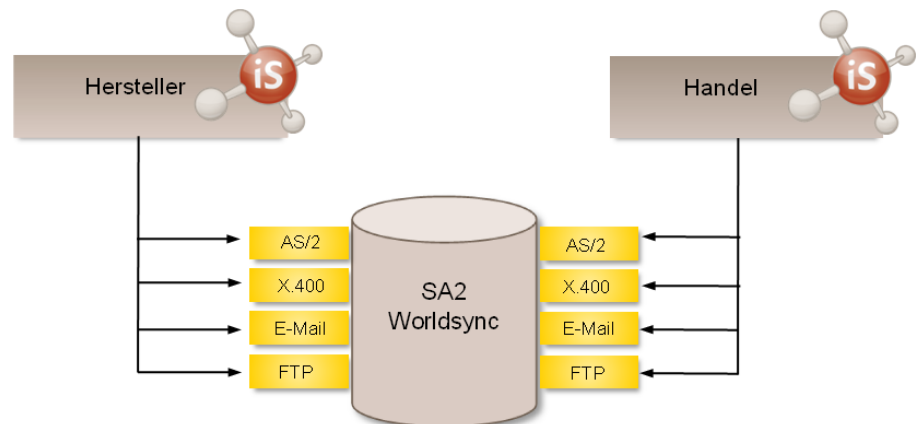 Hersteller
iS
Handel
iS
AS/2
X.400
E-Mail
FTP
SA2
Worldsync
AS/2
X.400
E-Mail
FTP